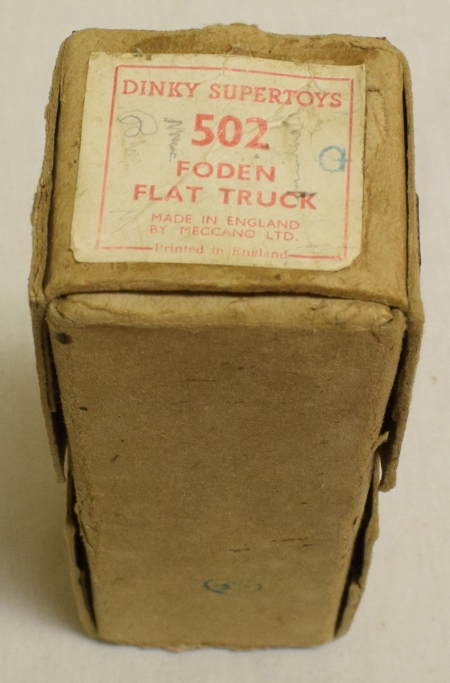 DINKY SUPERTOYS
502
FODEN
FLAT TRUCK
MADE IN ENGLAND
BY MECCANO LTD.
Printed in England